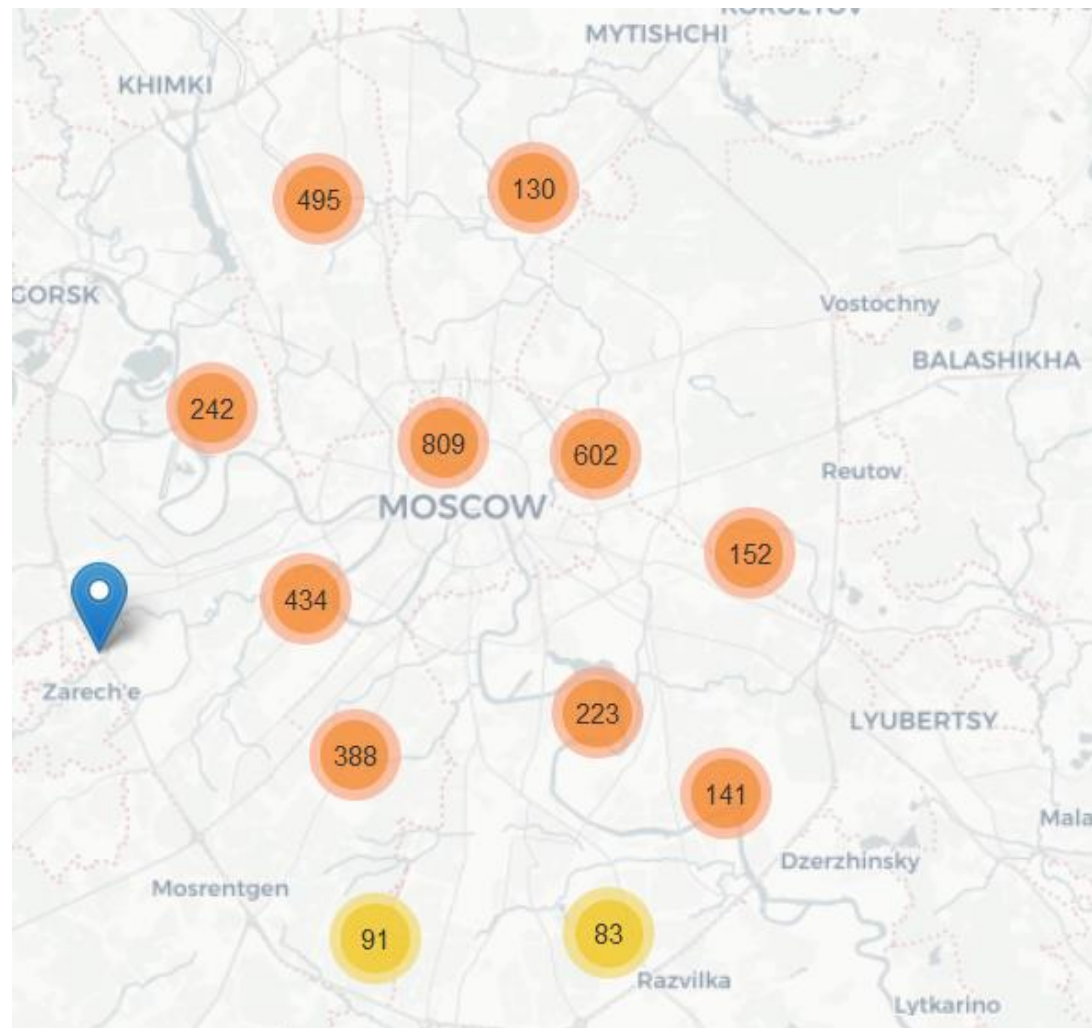 MYTISHCHI
KHIMKI
495
130
GORSK
Vostochny
BALASHIKHA
242
809
602
Reutov
MOSCOW
152
434
Zarech'e
223
LYUBERTSY
388
141
Mala
Dzerzhinsky
Mosrentgen
91
83
Razvilka
Lytkarino